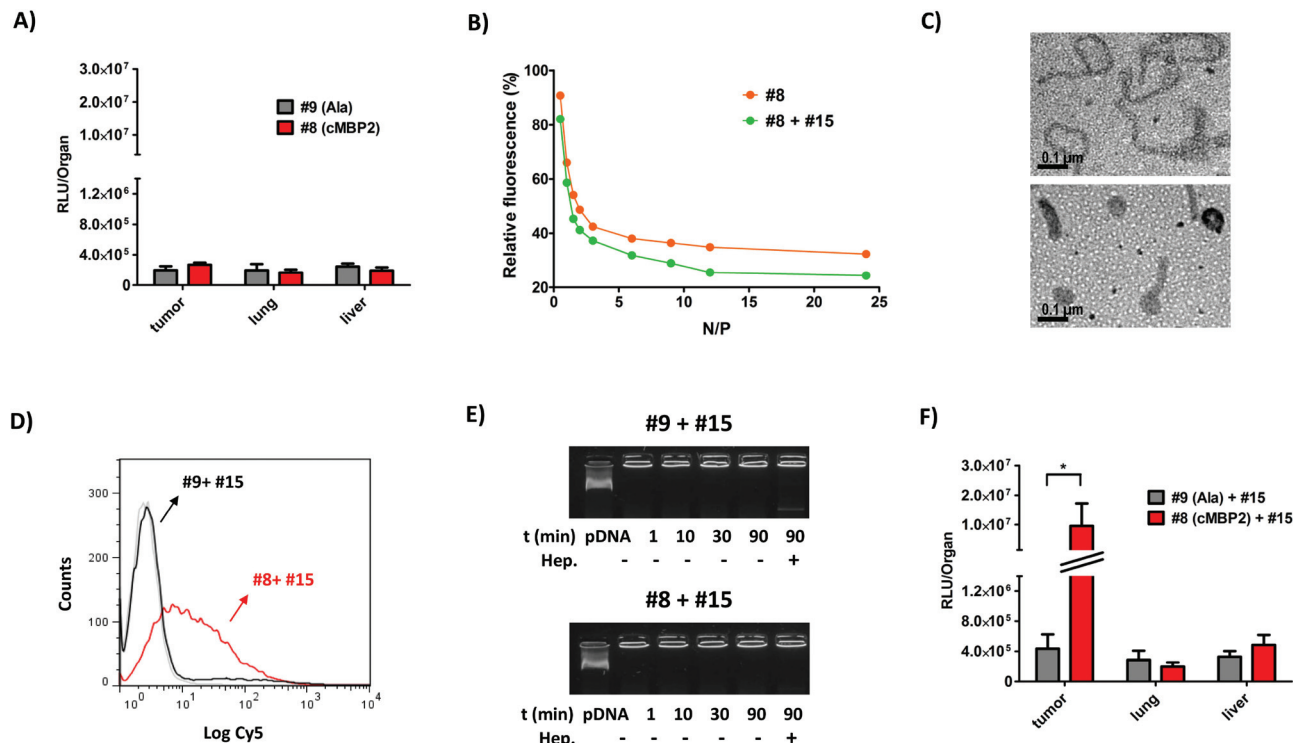 A)
3.0×10⁷
2.0×10⁷
1.0×10⁷
1.2×10⁶
8.0×10⁵
4.0×10⁵
0
RLU/Organ
#9 (Ala)
#8 (cMBP2)
tumor lung liver
B)
100
80
60
40
20
Relative fluorescence (%)
#8
#8 + #15
0 5 10 15 20 25
N/P
C)
0.1 µm
0.1 µm
D)
300
200
100
0
Counts
#9+ #15
#8+ #15
10⁰ 10¹ 10² 10³ 10⁴
Log Cy5
E)
#9 + #15
t (min) pDNA 1 10 30 90 90
Hep. - - - - - +
#8 + #15
t (min) pDNA 1 10 30 90 90
Hep. - - - - - +
F)
3.0×10⁷
2.0×10⁷
1.0×10⁷
1.2×10⁶
8.0×10⁵
4.0×10⁵
0
RLU/Organ
*
#9 (Ala) + #15
#8 (cMBP2) + #15
tumor lung liver